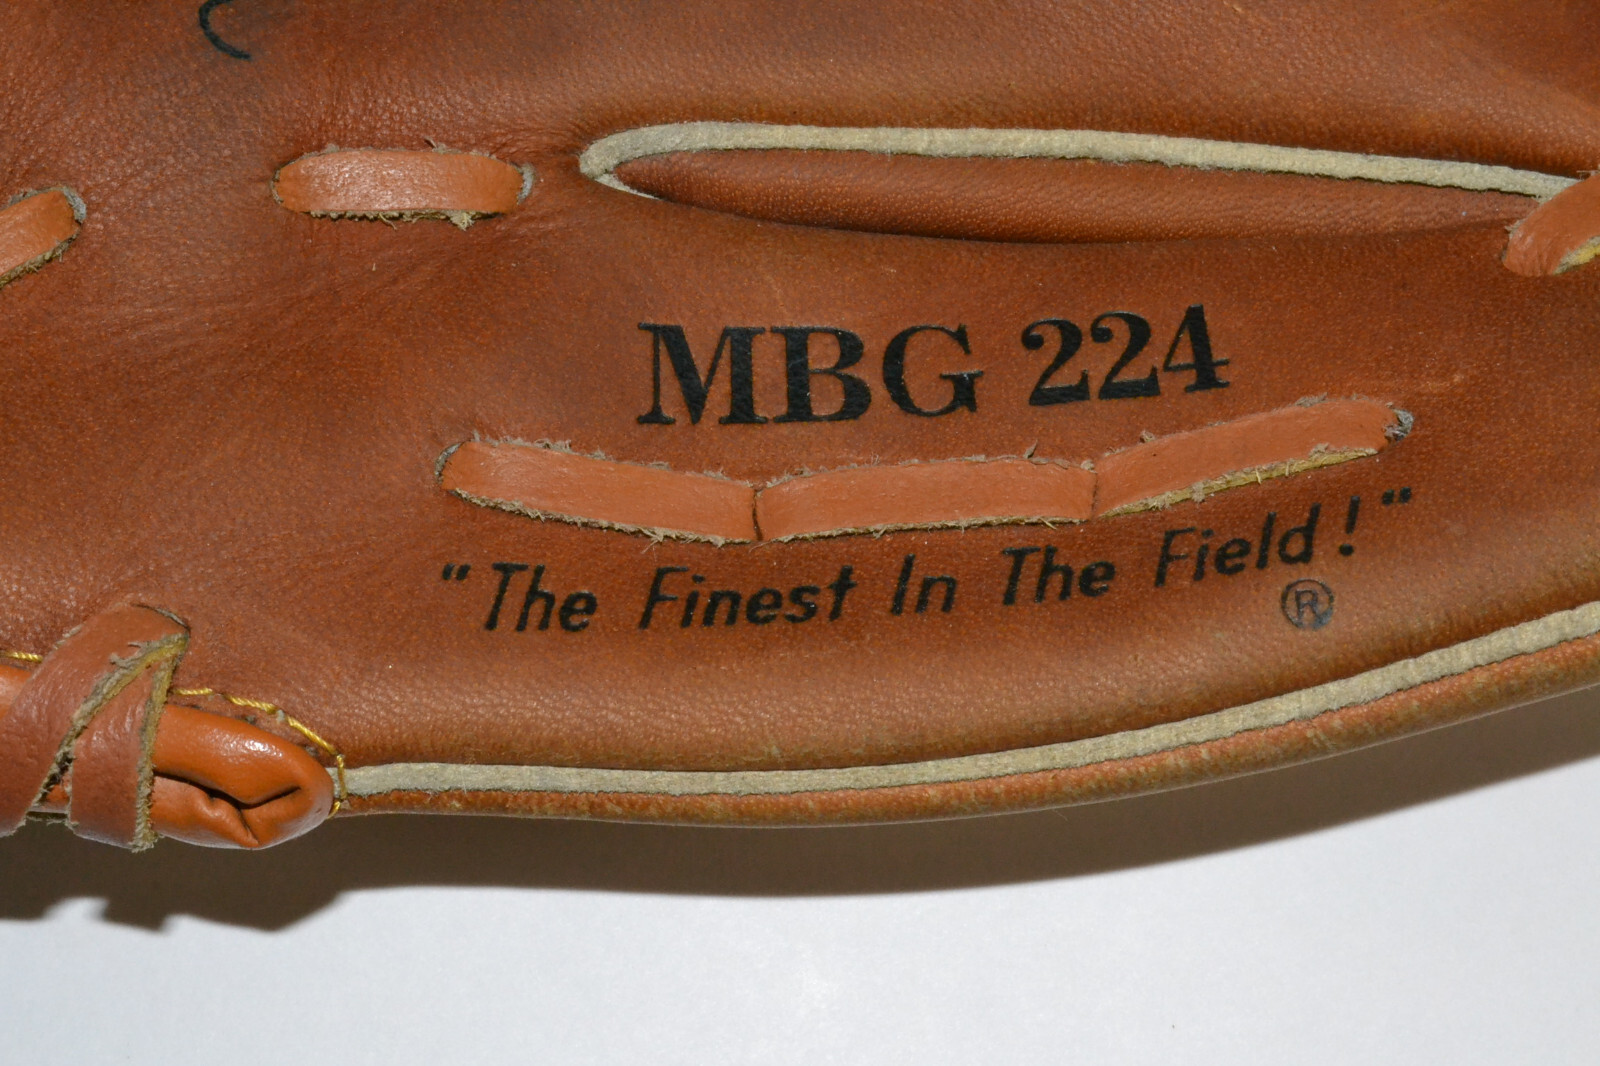 MBG 224
"The Finest In The Field!"
®